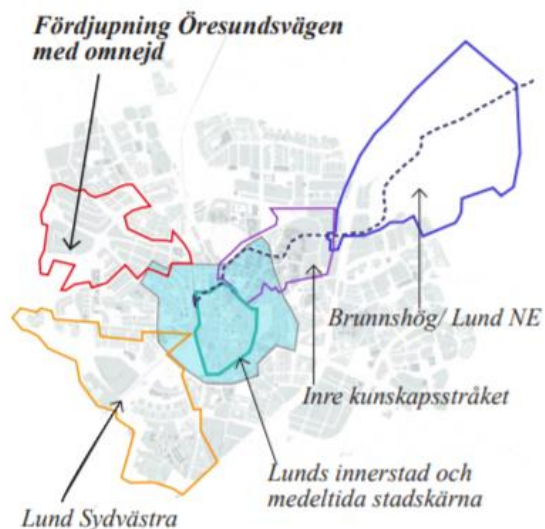 Fördjupning Öresundsvägen
med omnejd
Brunnshög/ Lund NE
Inre kunskapsstråket
Lunds innerstad och
medeltida stadskärna
Lund Sydvästra